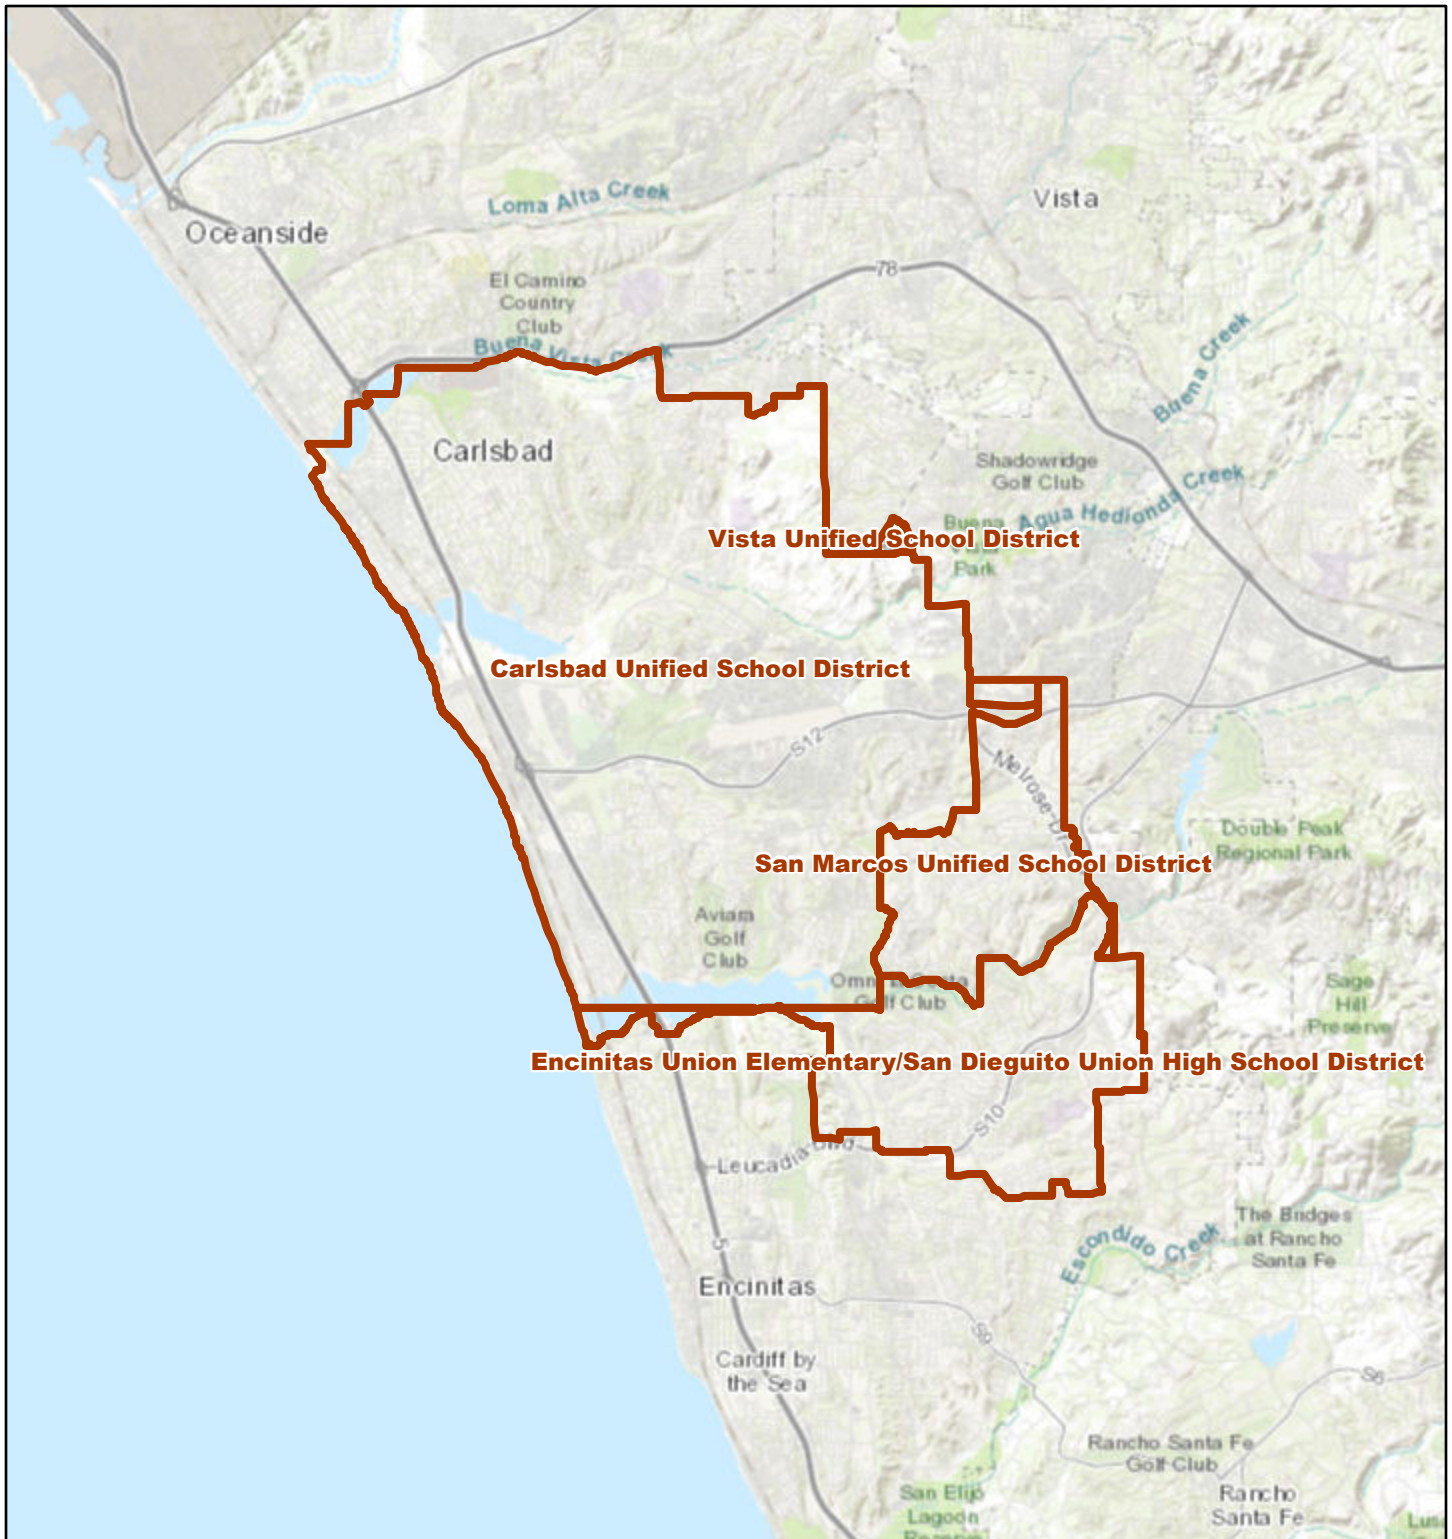 Vista
Loma Alta Creek
Oceanside
78
El Camino
Country
Club
Buena Vista Creek
Buena Creek
Carlsbad
Shadowridge
Golf Club
Agua Hedionda Creek
Buena
Vista Unified School District
Park
Carlsbad Unified School District
S12
Melrose Dr
Double Peak
Regional Park
San Marcos Unified School District
Aviara
Golf
Club
Golf Club
Sage
Hill
Preserve
Encinitas Union Elementary/San Dieguito Union High School District
S10
Leucadia Blvd
The Bridges
at Rancho
Santa Fe
Escondido Creek
5
Encinitas
S9
Cardiff by
the Sea
S6
Rancho Santa Fe
Golf Club
San Elijo
Lagoon
Rancho
Santa Fe